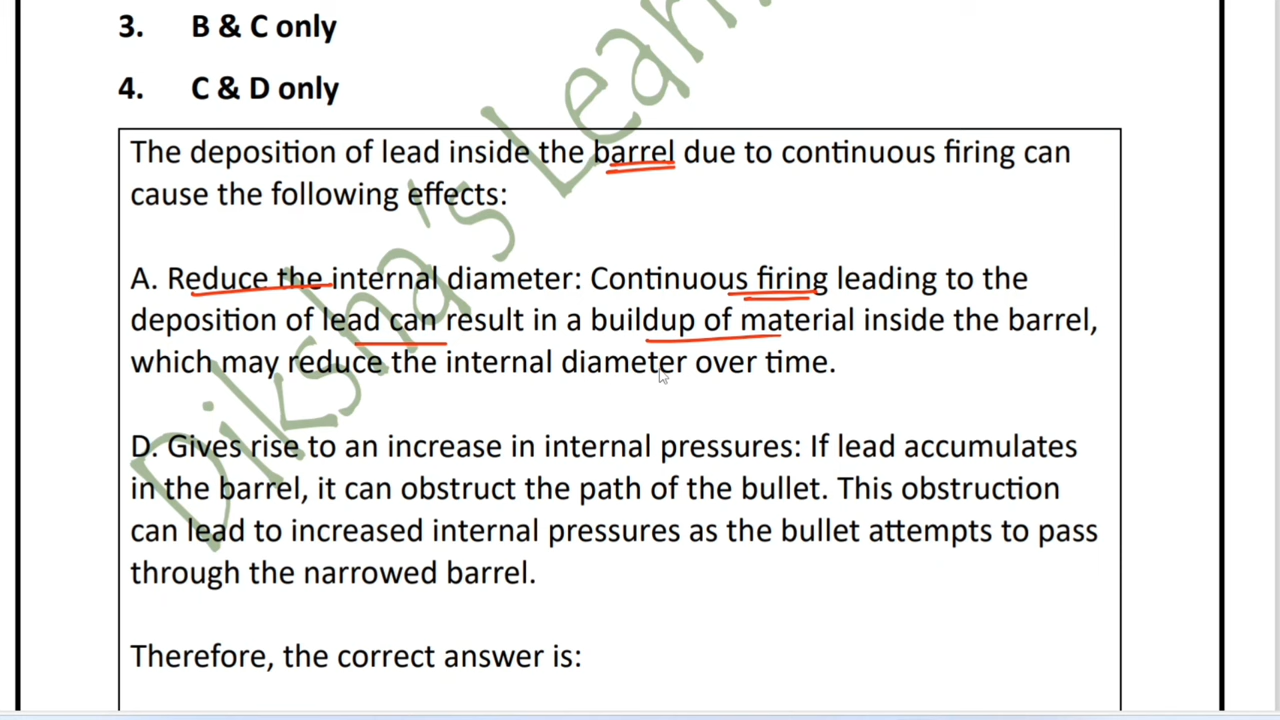 3. B & C only
4. C & D only
The deposition of lead inside the barrel due to continuous firing can
cause the following effects:
A. Reduce the internal diameter: Continuous firing leading to the
deposition of lead can result in a buildup of material inside the barrel,
which may reduce the internal diameter over time.
D. Gives rise to an increase in internal pressures: If lead accumulates
in the barrel, it can obstruct the path of the bullet. This obstruction
can lead to increased internal pressures as the bullet attempts to pass
through the narrowed barrel.
Therefore, the correct answer is:
Diksha's